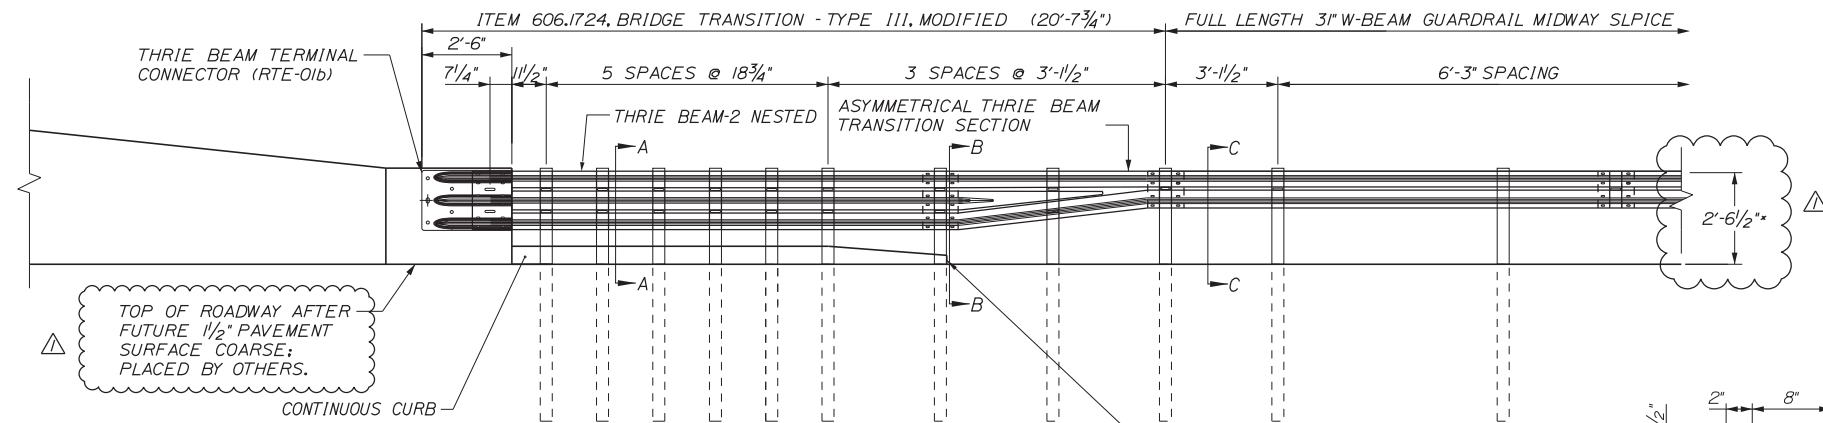 ITEM 606.1724, BRIDGE TRANSITION - TYPE III, MODIFIED (20'-7¾")
FULL LENGTH 31" W-BEAM GUARDRAIL MIDWAY SLPICE
THRIE BEAM TERMINAL
CONNECTOR (RTE-01b)
2'-6"
7¼"
11½"
5 SPACES @ 18¾"
3 SPACES @ 3'-1½"
3'-1½"
6'-3" SPACING
THRIE BEAM-2 NESTED
ASYMMETRICAL THRIE BEAM
TRANSITION SECTION
A
B
C
2'-6½"*
1
A
B
C
TOP OF ROADWAY AFTER
FUTURE 1½" PAVEMENT
SURFACE COARSE;
PLACED BY OTHERS.
1
CONTINUOUS CURB
2"
8"